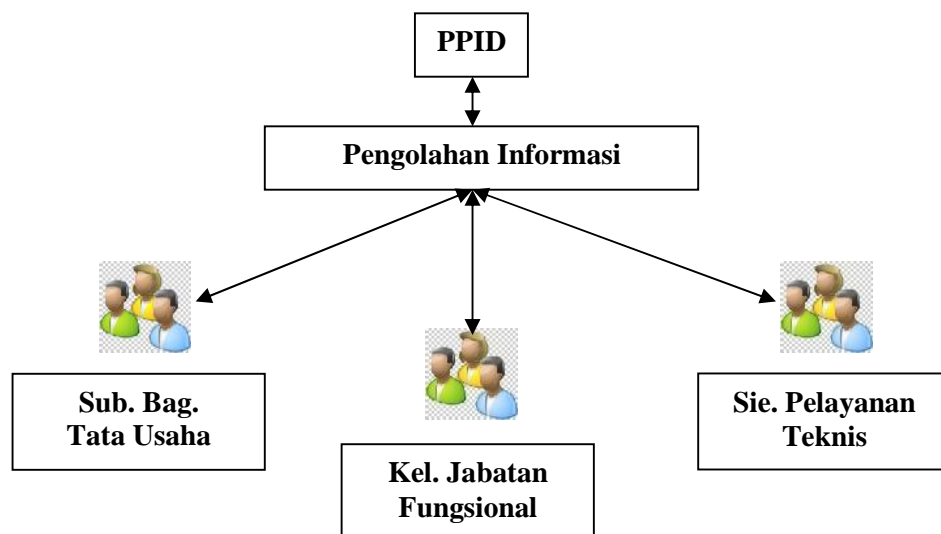 PPID
Pengolahan Informasi
Sub. Bag.
Tata Usaha
Kel. Jabatan
Fungsional
Sie. Pelayanan
Teknis